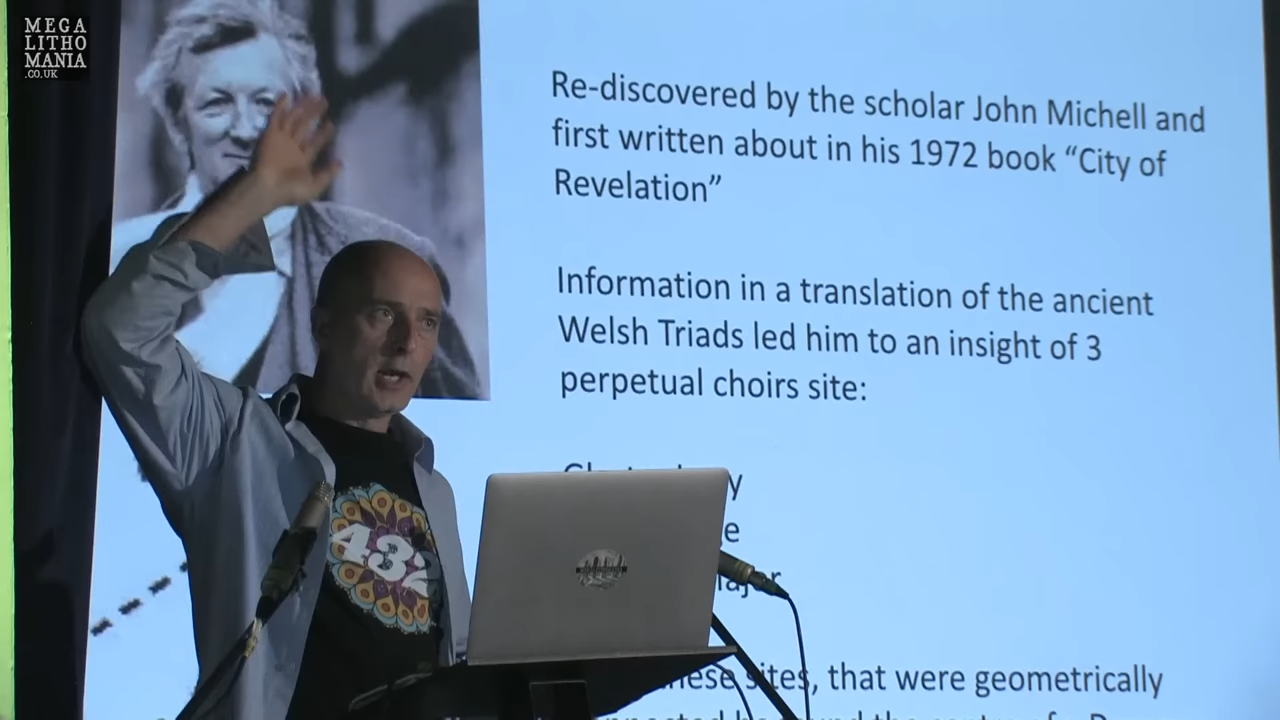 MEGA
LITHO
MANIA
.CO.UK
Re-discovered by the scholar John Michell and
first written about in his 1972 book “City of
Revelation”
Information in a translation of the ancient
Welsh Triads led him to an insight of 3
perpetual choirs site:
432
sites, that were geometrically